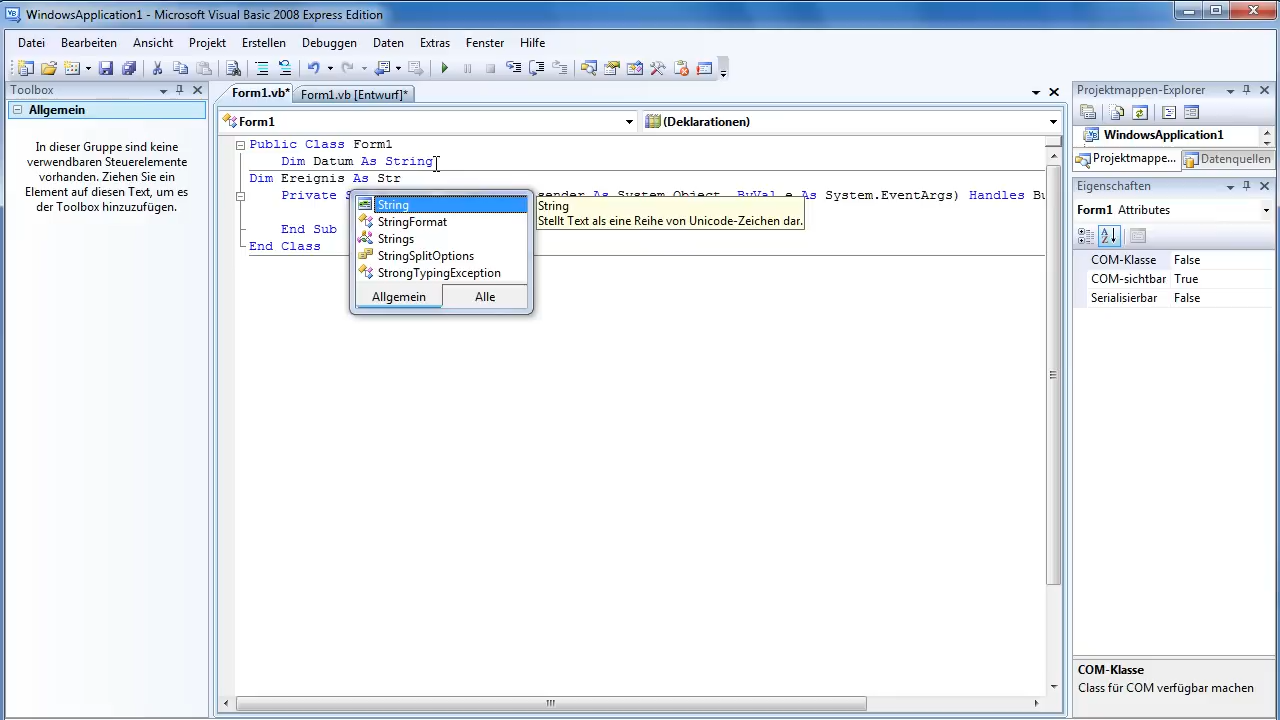 WindowsApplication1 - Microsoft Visual Basic 2008 Express Edition
Datei Bearbeiten Ansicht Projekt Erstellen Debuggen Daten Extras Fenster Hilfe
Toolbox
Allgemein
In dieser Gruppe sind keine
verwendbaren Steuerelemente
vorhanden. Ziehen Sie ein
Element auf diesen Text, um es
der Toolbox hinzuzufügen.
Form1.vb* Form1.vb [Entwurf]*
Form1 (Deklarationen)
Public Class Form1
Dim Datum As String
Dim Ereignis As Str
Private sender As System.Object, ByVal e As System.EventArgs) Handles Bu
End Sub
End Class
String
StringFormat
Strings
StringSplitOptions
StrongTypingException
Allgemein Alle
String
Stellt Text als eine Reihe von Unicode-Zeichen dar.
Projektmappen-Explorer
WindowsApplication1
Projektmappe... Datenquellen
Eigenschaften
Form1 Attributes
COM-Klasse False
COM-sichtbar True
Serialisierbar False
COM-Klasse
Class für COM verfügbar machen